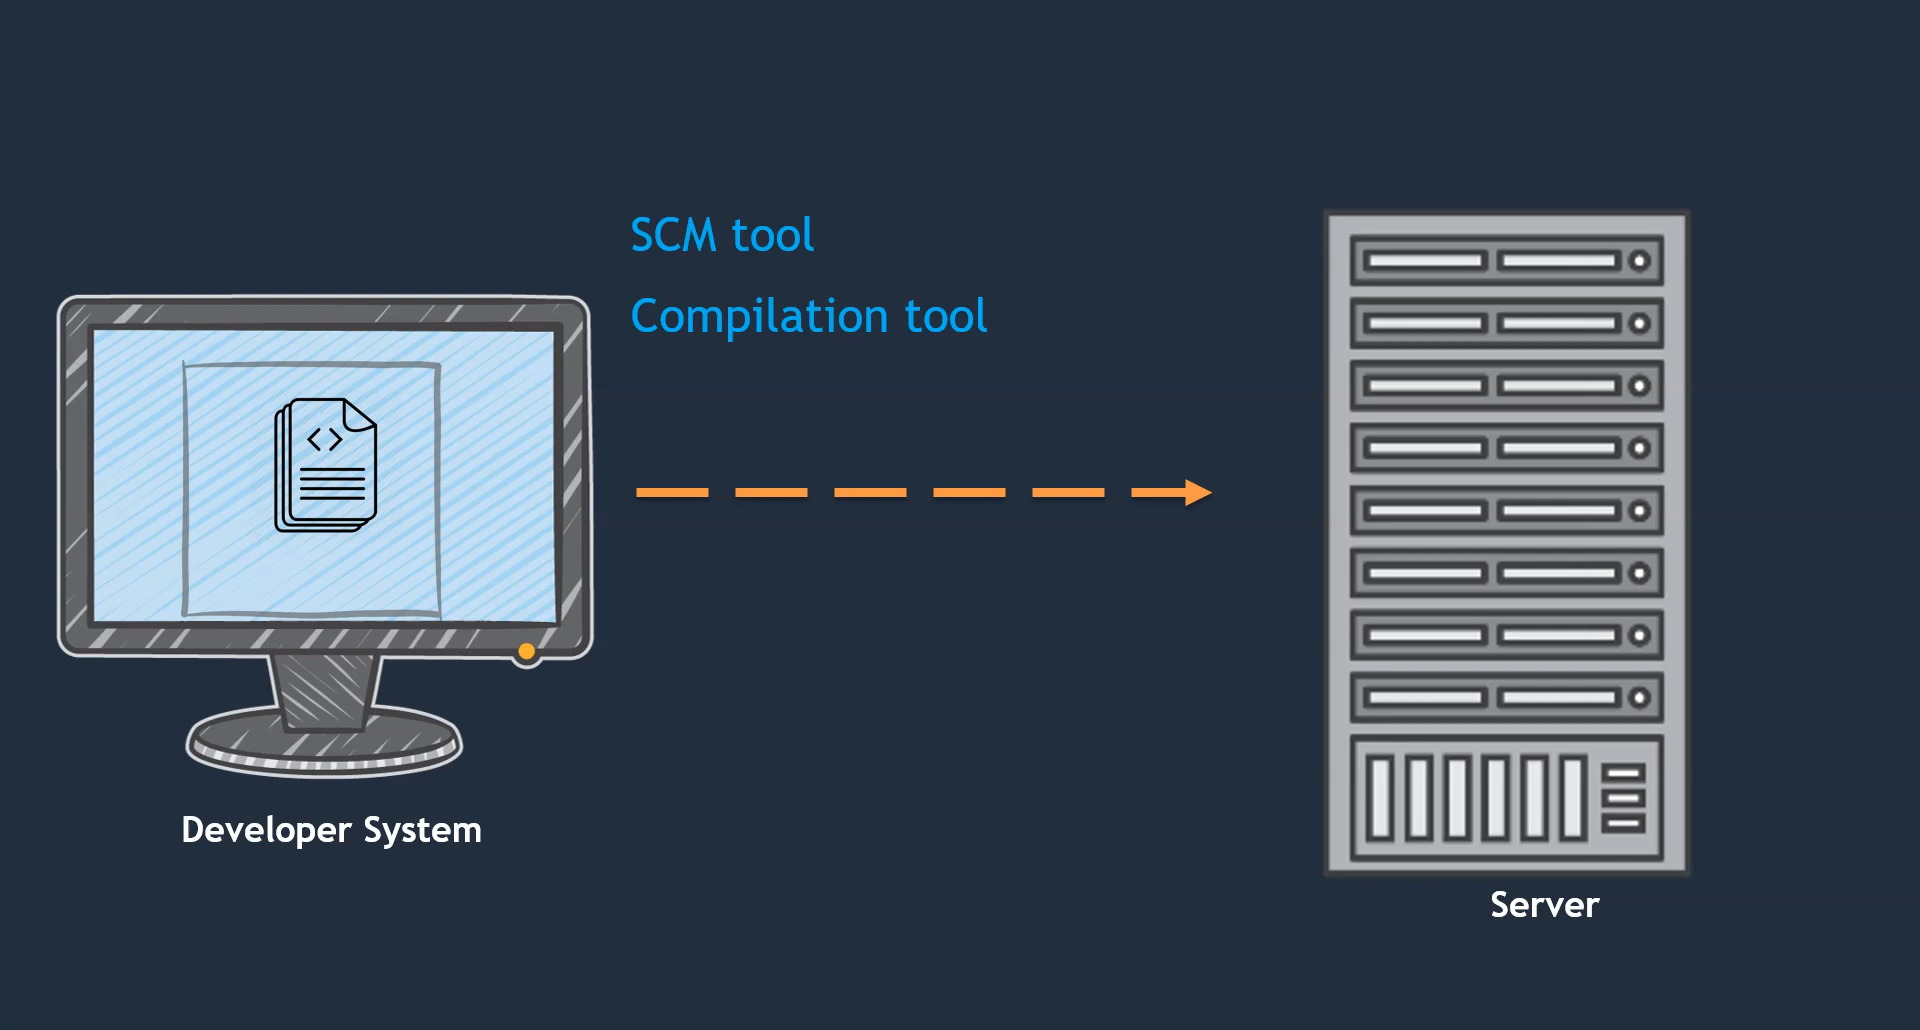 SCM tool
Compilation tool
Developer System
Server